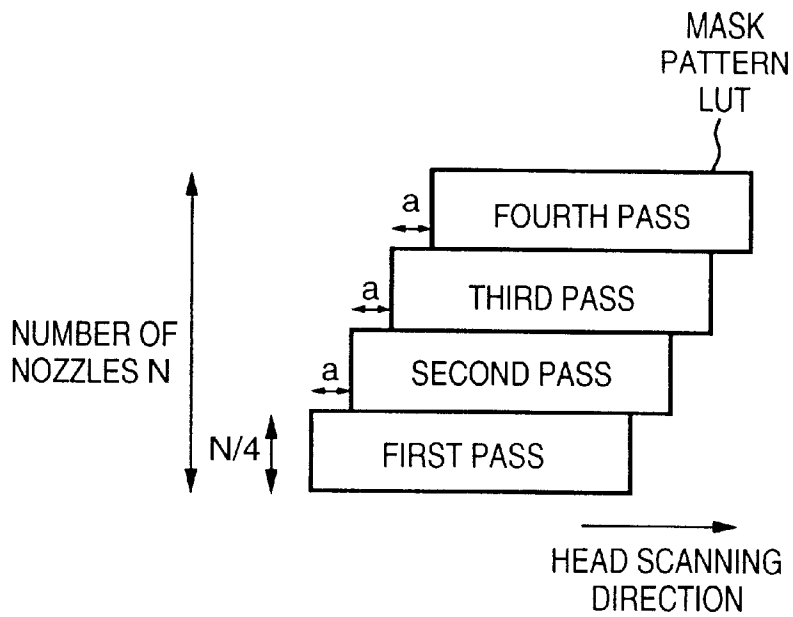 MASK
PATTERN
LUT
a
FOURTH PASS
a
THIRD PASS
NUMBER OF
NOZZLES N
a
SECOND PASS
N/4
FIRST PASS
HEAD SCANNING
DIRECTION